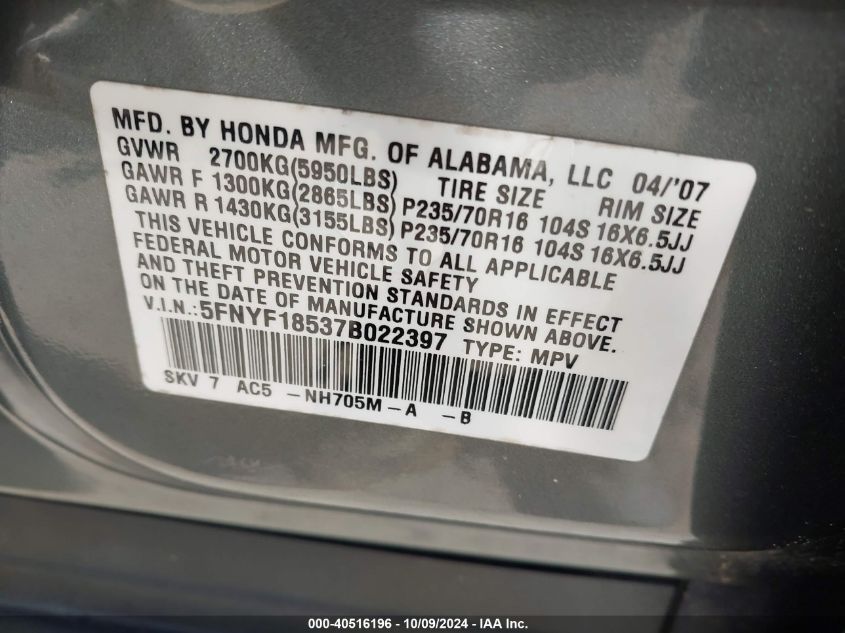 MFD. BY HONDA MFG. OF ALABAMA, LLC 04/'07
GVWR 2700KG(5950LBS) TIRE SIZE RIM SIZE
GAWR F 1300KG(2865LBS) P235/70R16 104S 16X6.5JJ
GAWR R 1430KG(3155LBS) P235/70R16 104S 16X6.5JJ
THIS VEHICLE CONFORMS TO ALL APPLICABLE
FEDERAL MOTOR VEHICLE SAFETY
AND THEFT PREVENTION STANDARDS IN EFFECT
ON THE DATE OF MANUFACTURE SHOWN ABOVE.
V.I.N.: 5FNYF18537B022397 TYPE: MPV
SKV 7 AC5 -NH705M-A -B
000-40516196 - 10/09/2024 - IAA Inc.